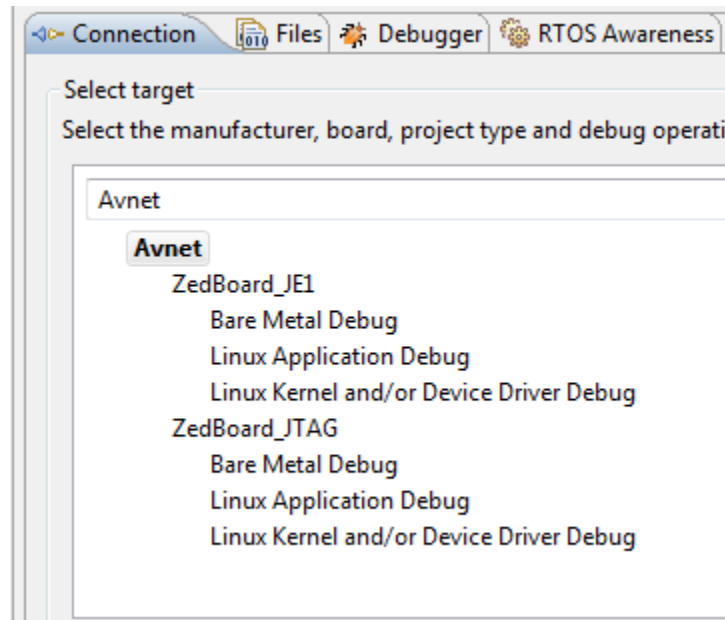 Connection Files Debugger RTOS Awareness
Select target
Select the manufacturer, board, project type and debug operati
Avnet
Avnet
ZedBoard_JE1
Bare Metal Debug
Linux Application Debug
Linux Kernel and/or Device Driver Debug
ZedBoard_JTAG
Bare Metal Debug
Linux Application Debug
Linux Kernel and/or Device Driver Debug